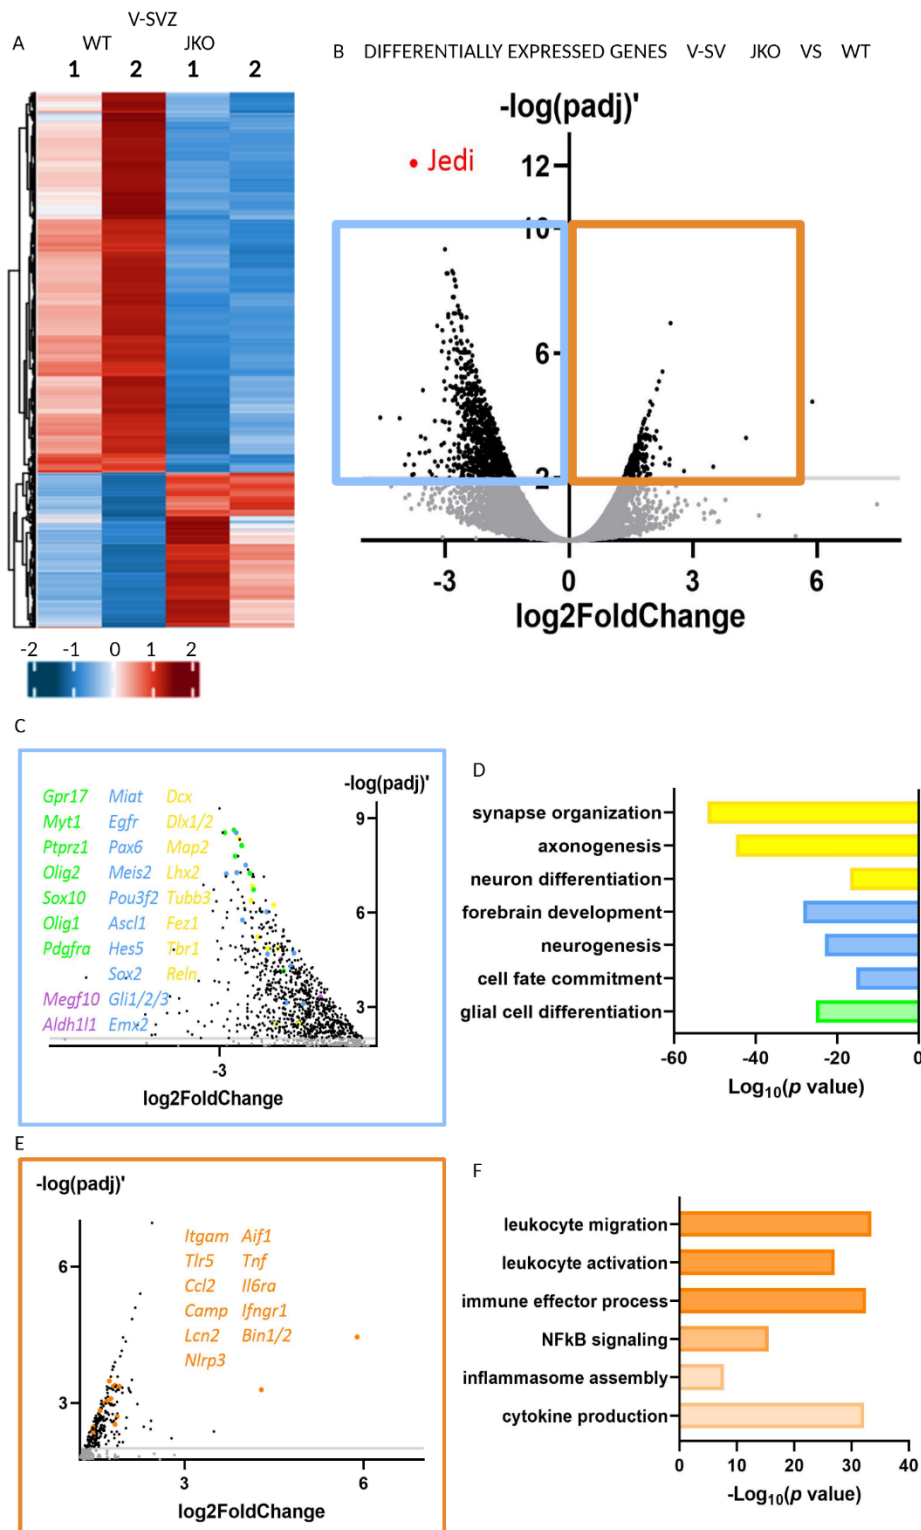 V-SVZ
A
WT JKO
1 2 1 2
-2 -1 0 1 2
B DIFFERENTIALLY EXPRESSED GENES V-SV JKO VS WT
-log(padj)'
Jedi
12
10
6
2
-3 0 3 6
log2FoldChange
C
-log(padj)'
Gpr17 Miat Dcx
Myt1 Egfr Dlx1/2
Ptprz1 Pax6 Map2
Olig2 Meis2 Lhx2
Sox10 Pou3f2 Tubb3
Olig1 Ascl1 Fez1
Pdgfra Hes5 Tbr1
Sox2 Reln
Megf10 Gli1/2/3
Aldh1l1 Emx2
9
6
3
-3
log2FoldChange
D
synapse organization
axonogenesis
neuron differentiation
forebrain development
neurogenesis
cell fate commitment
glial cell differentiation
-60 -40 -20 0
Log10(p value)
E
-log(padj)'
Itgam Aif1
Tlr5 Tnf
Ccl2 Il6ra
Camp Ifngr1
Lcn2 Bin1/2
Nlrp3
6
3
3 6
log2FoldChange
F
leukocyte migration
leukocyte activation
immune effector process
NFkB signaling
inflammasome assembly
cytokine production
0 10 20 30 40
-Log10(p value)